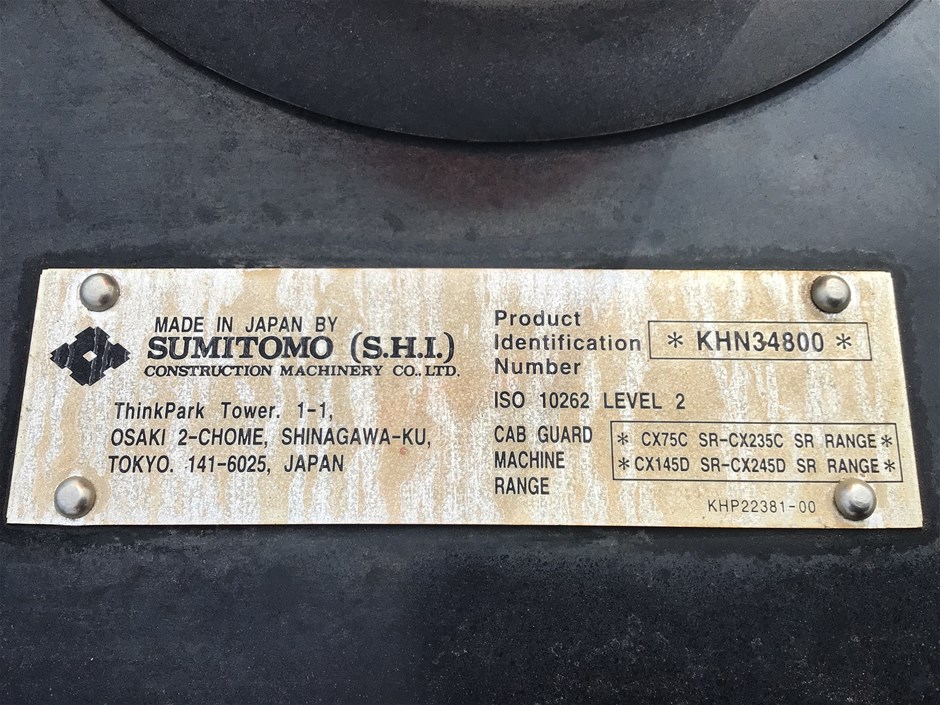 MADE IN JAPAN BY
SUMITOMO (S.H.I.)
CONSTRUCTION MACHINERY CO.,LTD.
ThinkPark Tower. 1-1,
OSAKI 2-CHOME, SHINAGAWA-KU,
TOKYO. 141-6025, JAPAN
Product
Identification
Number
* KHN34800 *
ISO 10262 LEVEL 2
CAB GUARD
MACHINE
RANGE
* CX75C SR-CX235C SR RANGE *
* CX145D SR-CX245D SR RANGE *
KHP22381-00